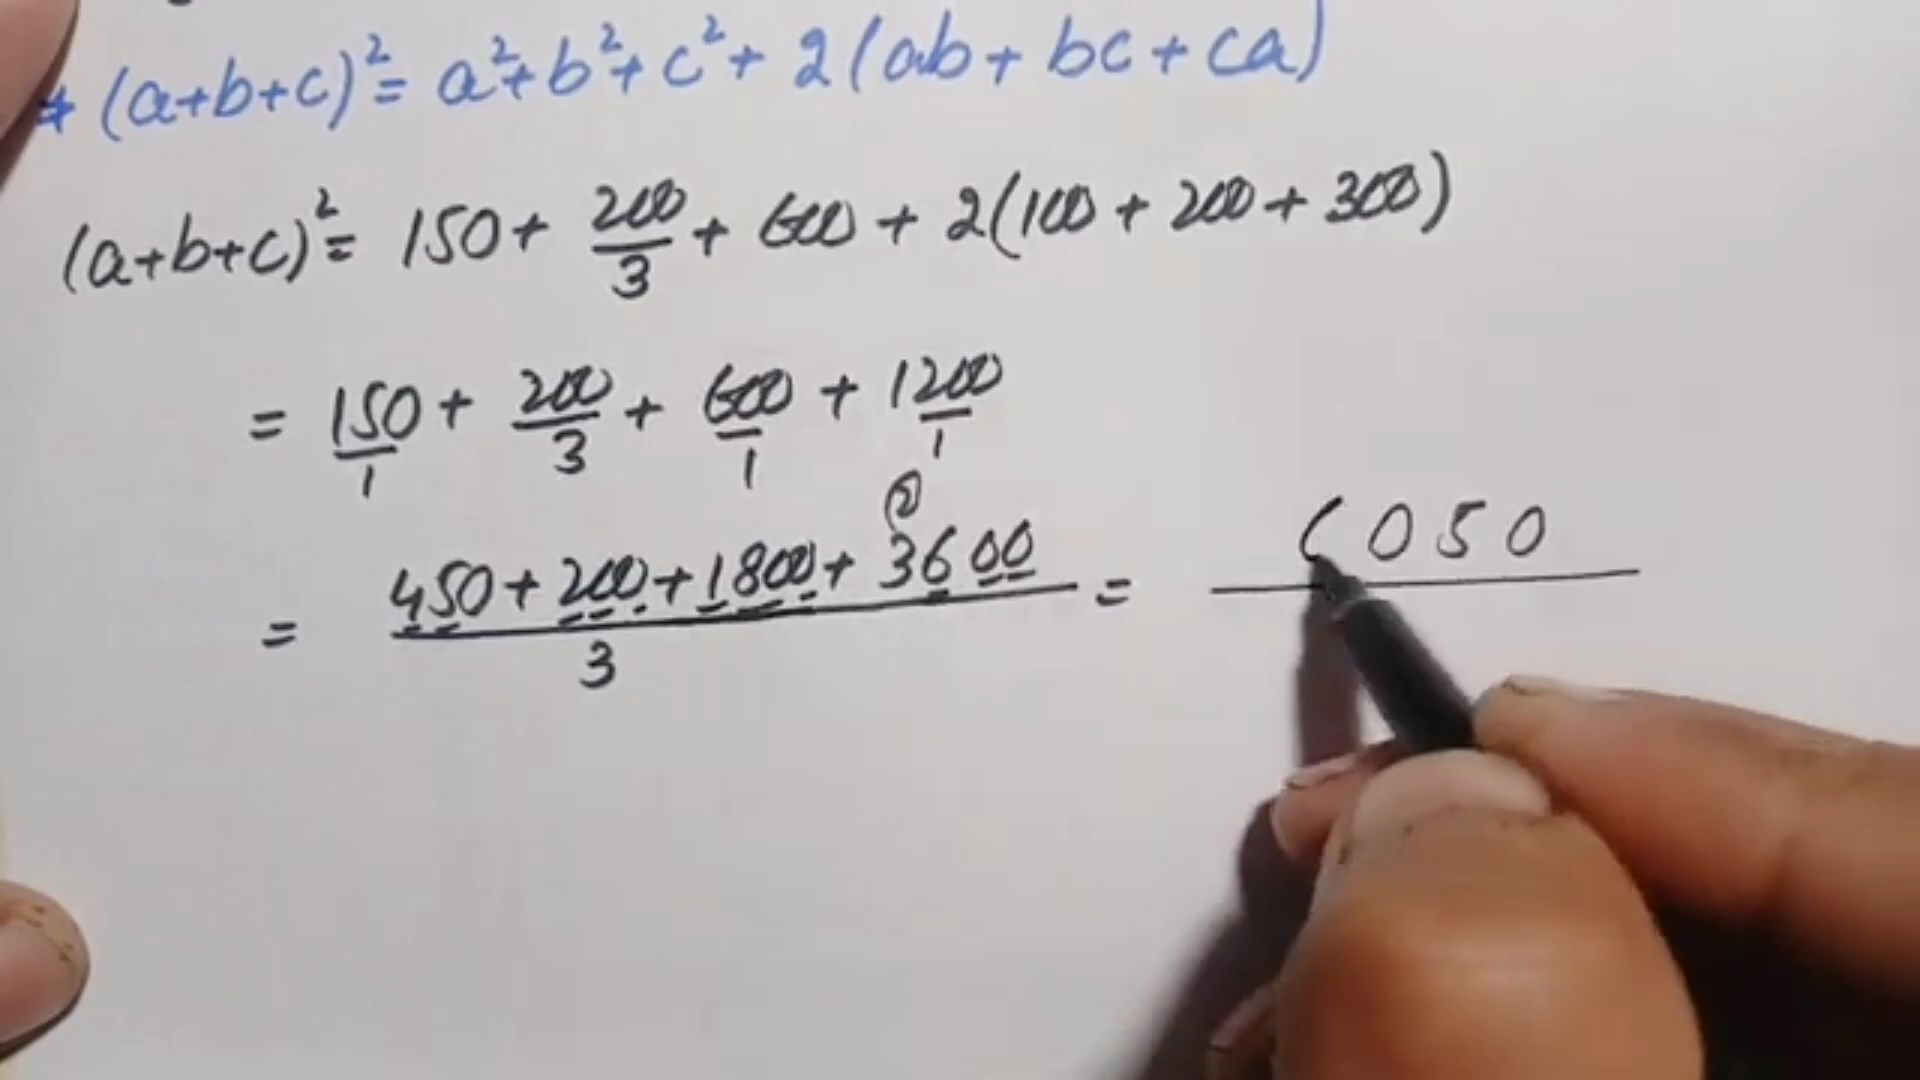 * (a+b+c)² = a²+b²+c²+ 2(ab+ bc+ca)
(a+b+c)² = 150+ 200/3 + 600 + 2(100 + 200 + 300)
= 150/1 + 200/3 + 600/1 + 1200/1
②
= 450+200+1800+3600/3 = 6050